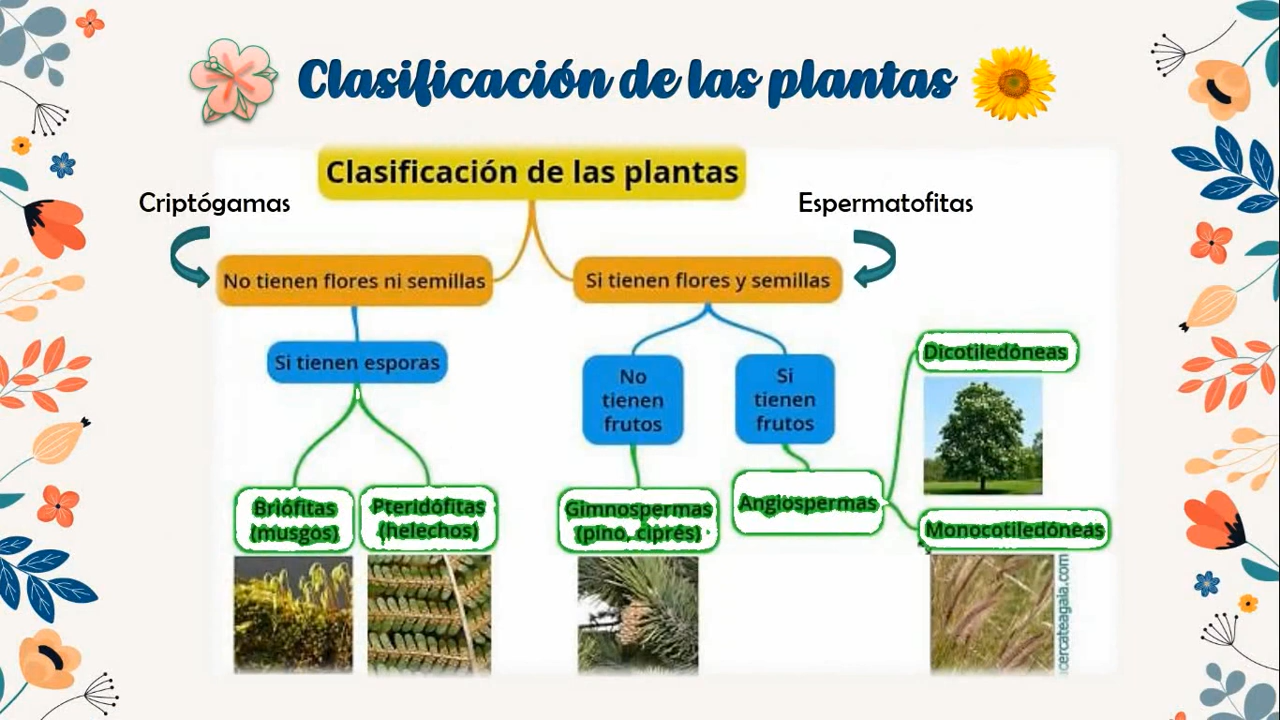 Clasificación de las plantas
Clasificación de las plantas
Criptógamas
Espermatofitas
No tienen flores ni semillas
Si tienen flores y semillas
Si tienen esporas
No
tienen
frutos
Si
tienen
frutos
Dicotiledóneas
Briófitas
(musgos)
Pteridófitas
(helechos)
Gimnospermas
(pino, ciprés)
Angiospermas
Monocotiledóneas
acercateagaia.com